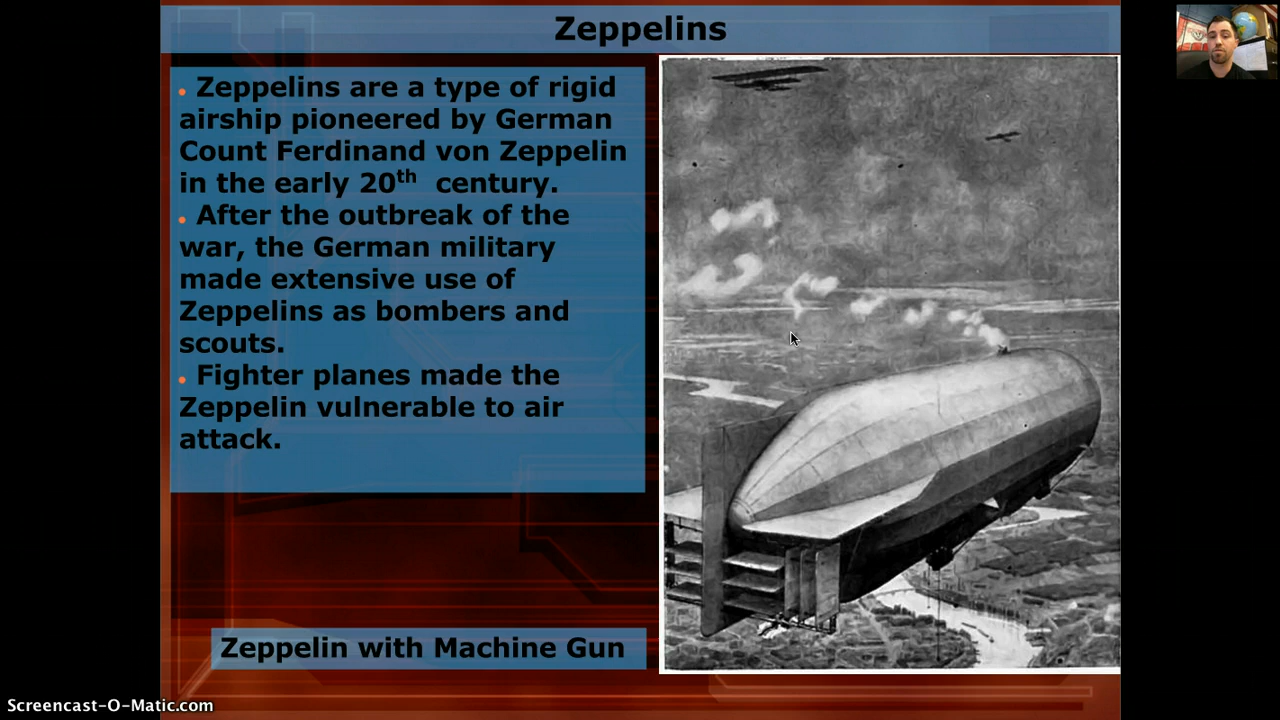 Zeppelins
• Zeppelins are a type of rigid
airship pioneered by German
Count Ferdinand von Zeppelin
in the early 20th century.
• After the outbreak of the
war, the German military
made extensive use of
Zeppelins as bombers and
scouts.
• Fighter planes made the
Zeppelin vulnerable to air
attack.
Zeppelin with Machine Gun
Screencast-O-Matic.com